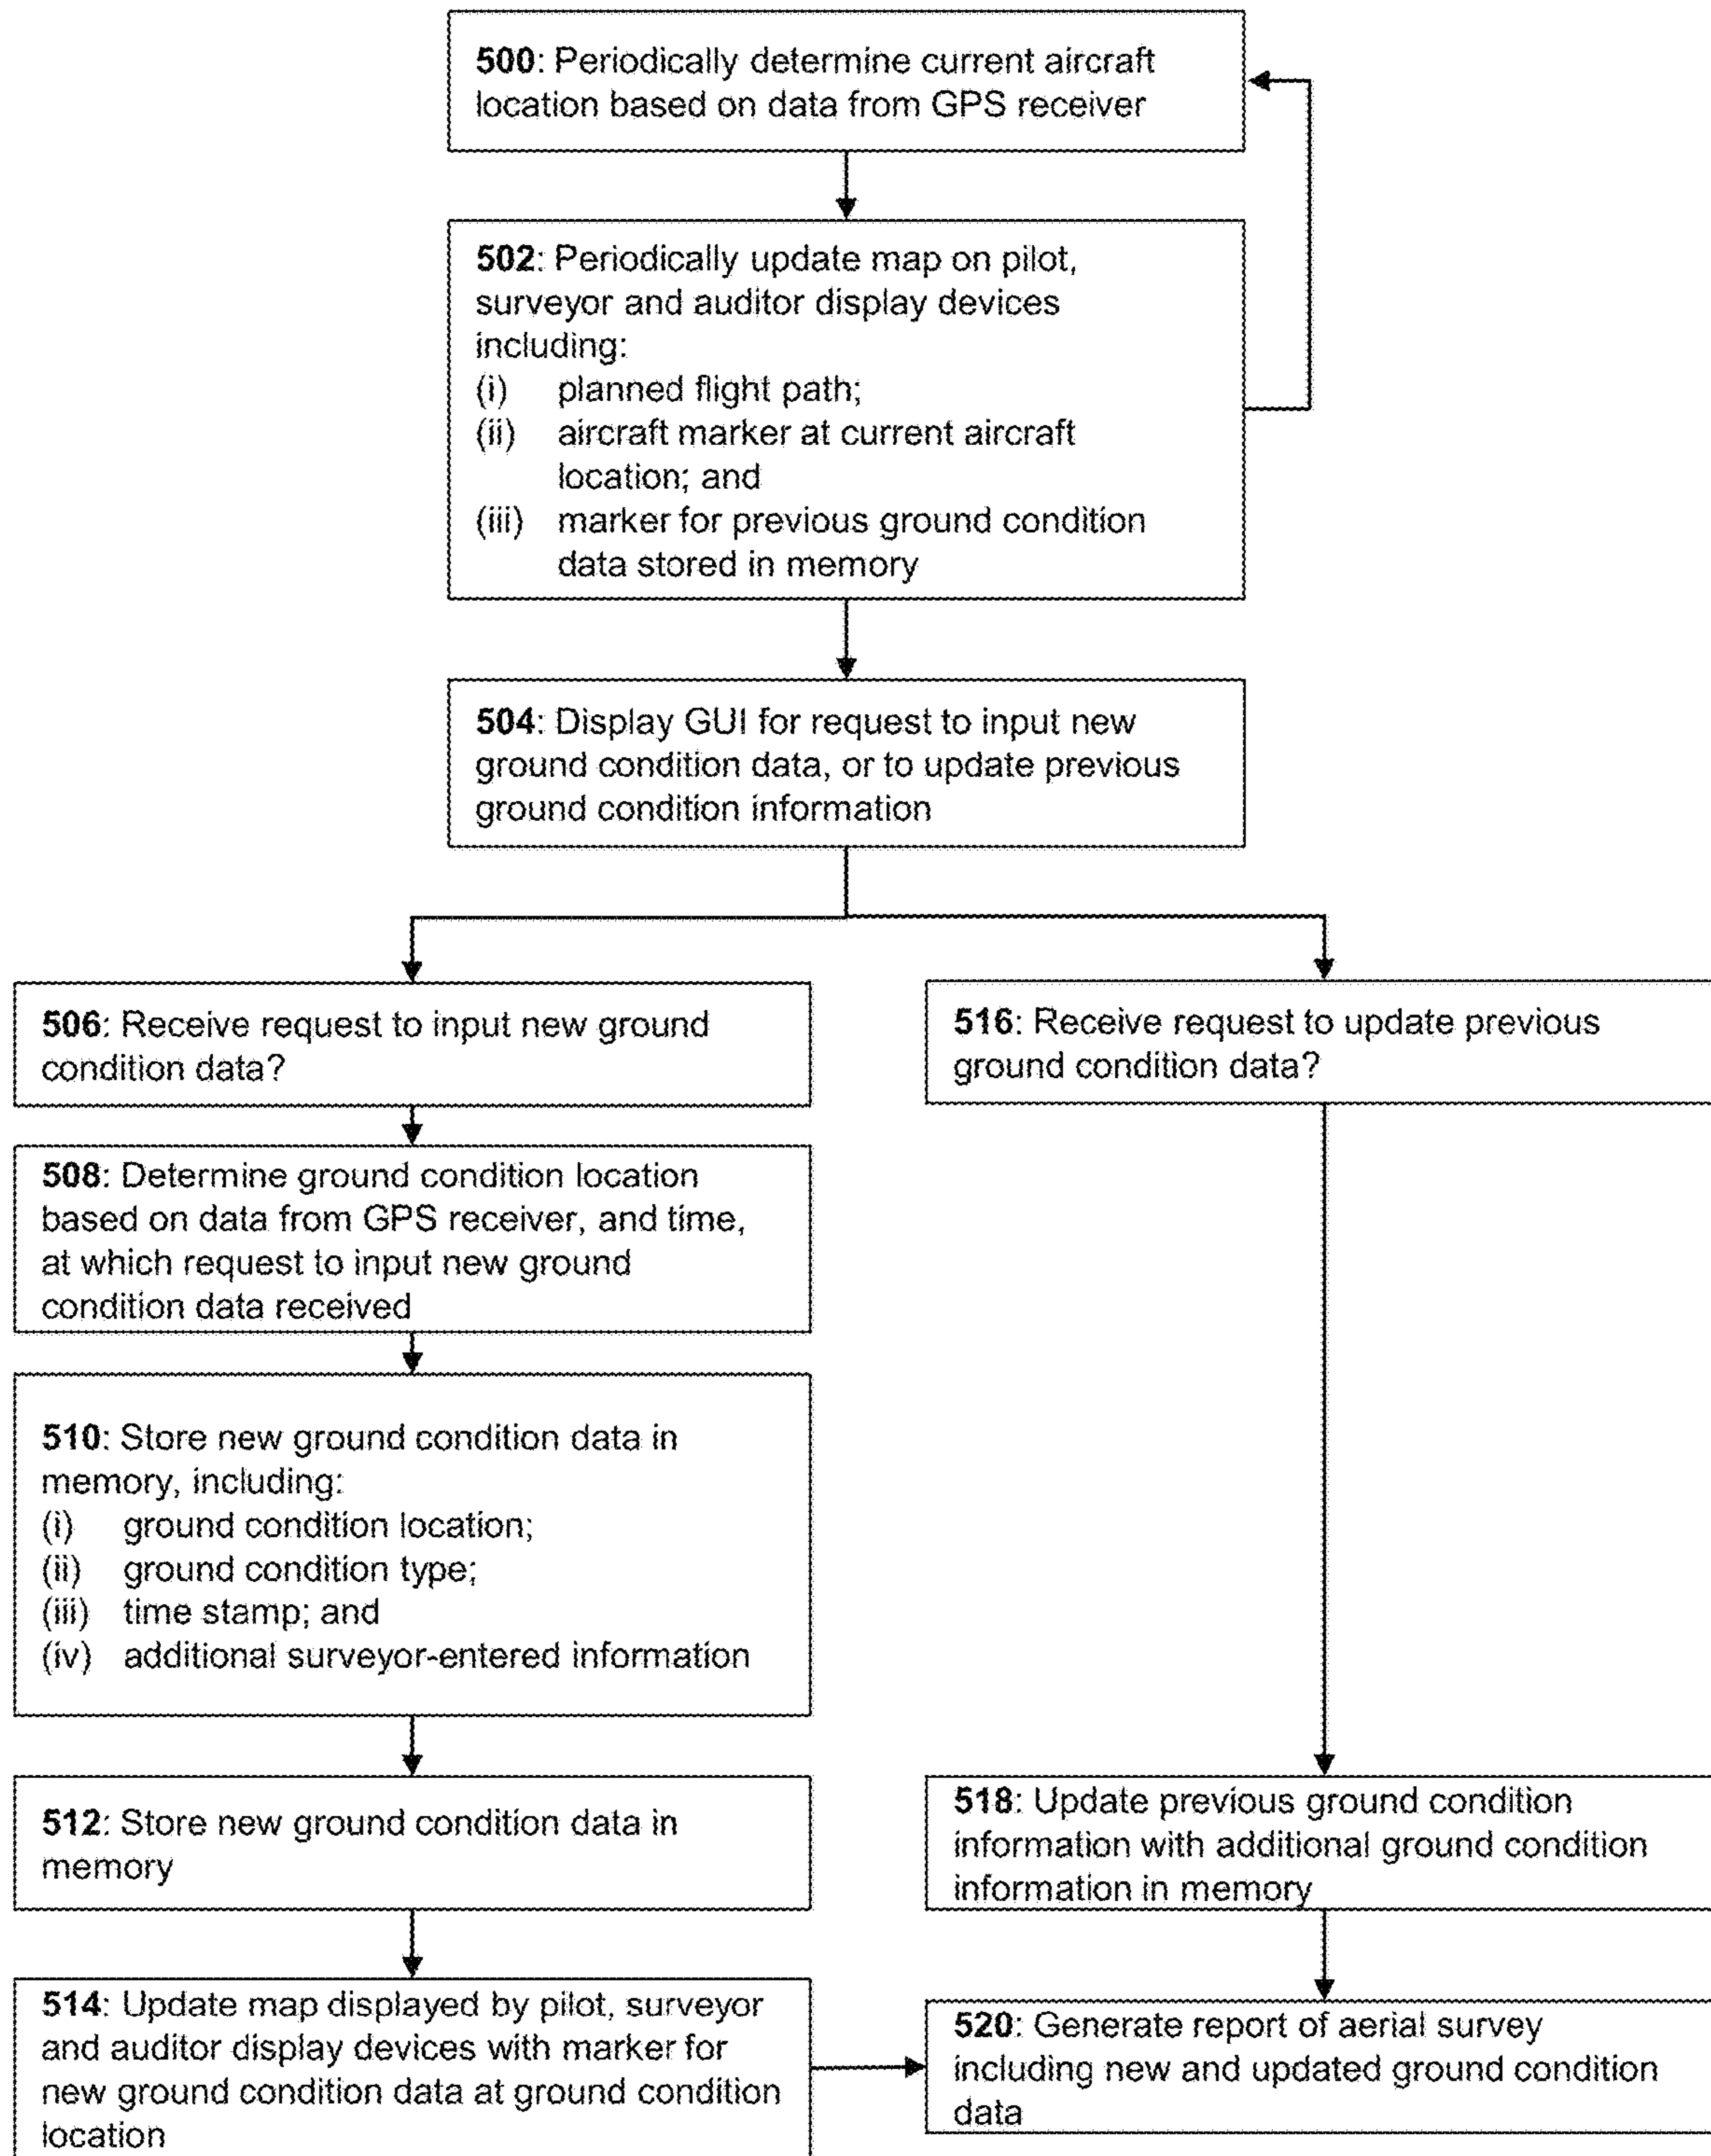 500: Periodically determine current aircraft
location based on data from GPS receiver
502: Periodically update map on pilot,
surveyor and auditor display devices
including:
(i) planned flight path;
(ii) aircraft marker at current aircraft
location; and
(iii) marker for previous ground condition
data stored in memory
504: Display GUI for request to input new
ground condition data, or to update previous
ground condition information
506: Receive request to input new ground
condition data?
508: Determine ground condition location
based on data from GPS receiver, and time,
at which request to input new ground
condition data received
510: Store new ground condition data in
memory, including:
(i) ground condition location;
(ii) ground condition type;
(iii) time stamp; and
(iv) additional surveyor-entered information
512: Store new ground condition data in
memory
514: Update map displayed by pilot, surveyor
and auditor display devices with marker for
new ground condition data at ground condition
location
516: Receive request to update previous
ground condition data?
518: Update previous ground condition
information with additional ground condition
information in memory
520: Generate report of aerial survey
including new and updated ground condition
data